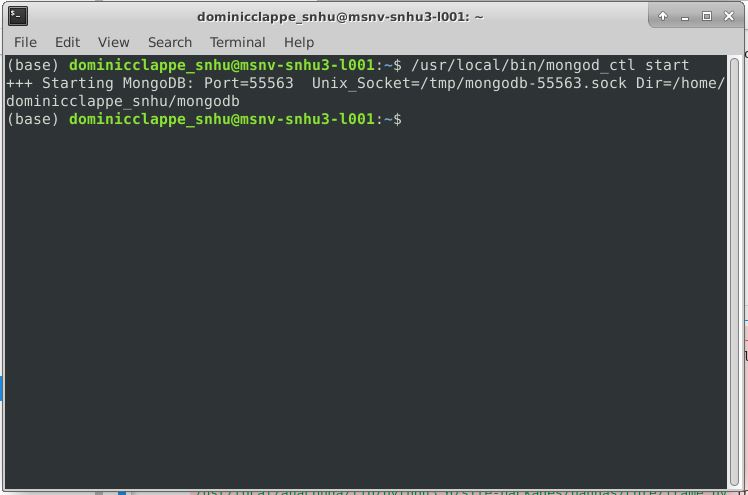 dominicclappe_snhu@msnv-snhu3-l001: ~
File Edit View Search Terminal Help
(base) dominicclappe_snhu@msnv-snhu3-l001:~$ /usr/local/bin/mongod_ctl start
+++ Starting MongoDB: Port=55563  Unix_Socket=/tmp/mongodb-55563.sock Dir=/home/
dominicclappe_snhu/mongodb
(base) dominicclappe_snhu@msnv-snhu3-l001:~$